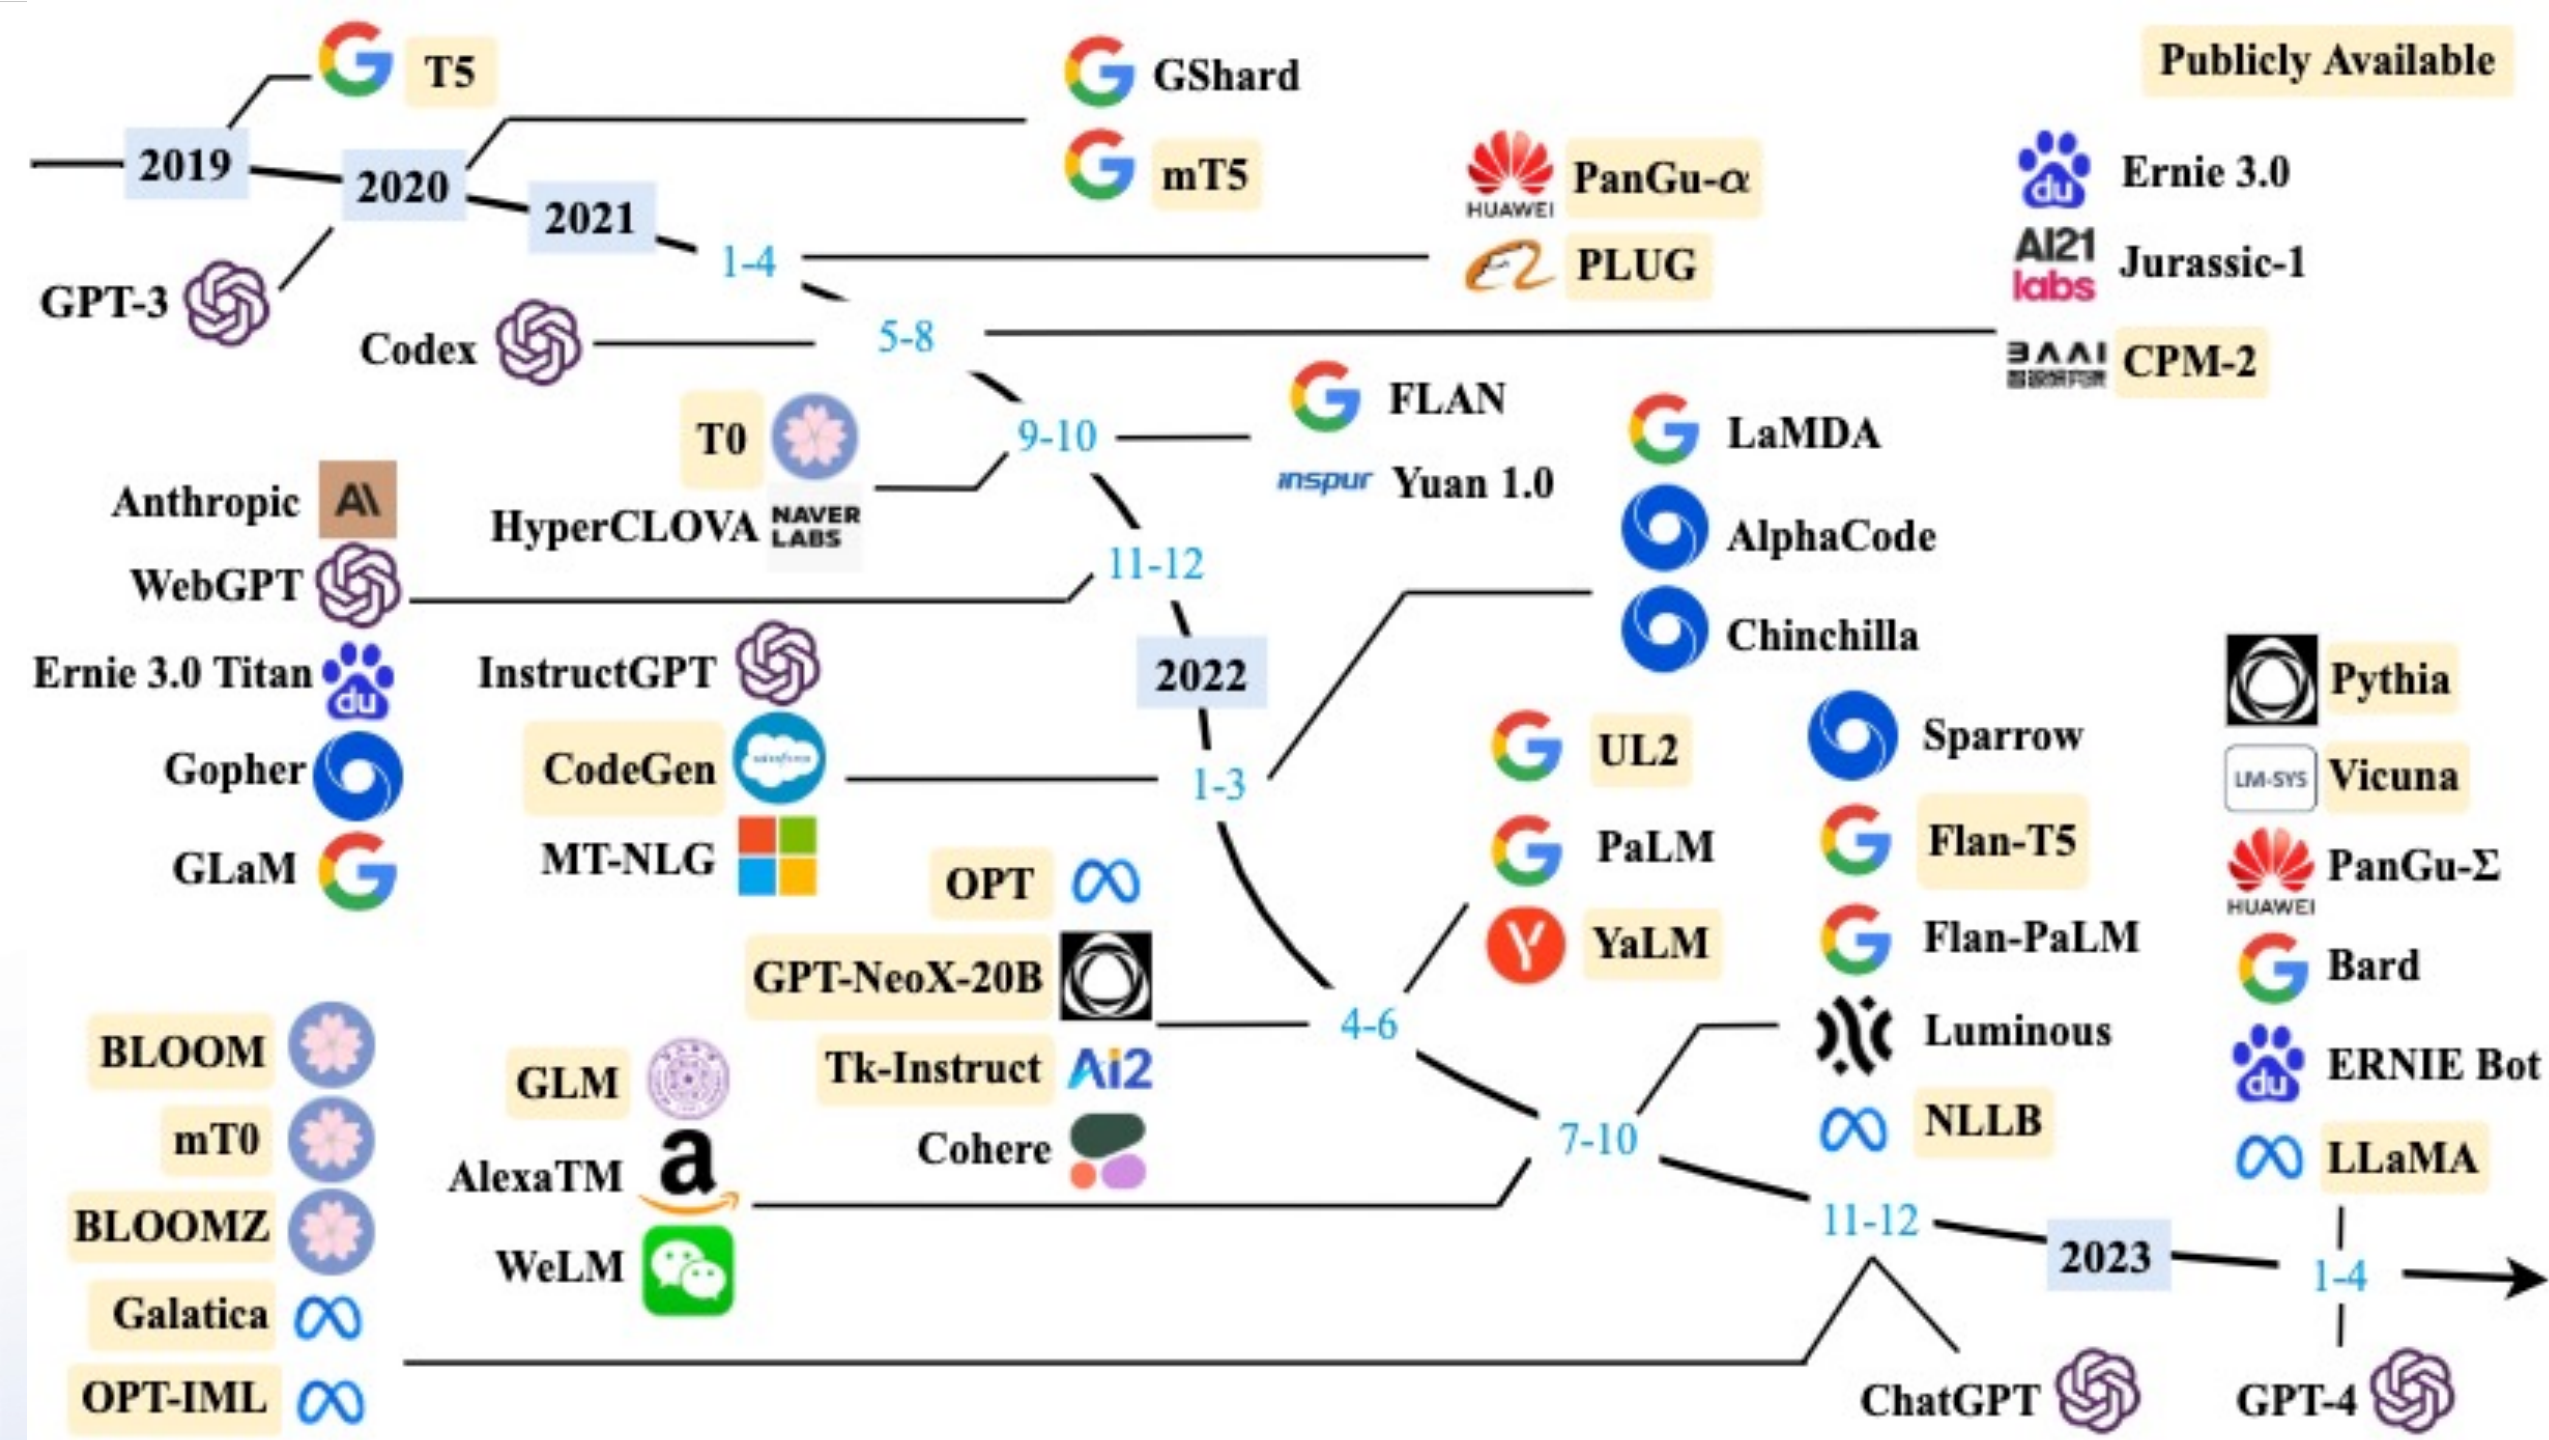 T5
GShard
Publicly Available
2019
2020
mT5
PanGu-α
HUAWEI
Ernie 3.0
du
2021
GPT-3
1-4
PLUG
AI21
labs
Jurassic-1
Codex
5-8
BAAI
CPM-2
T0
9-10
FLAN
LaMDA
Anthropic
AI
HyperCLOVA
NAVER
LABS
inspur
Yuan 1.0
AlphaCode
WebGPT
11-12
Chinchilla
Ernie 3.0 Titan
du
InstructGPT
2022
Pythia
Gopher
CodeGen
1-3
UL2
Sparrow
LM-SYS
Vicuna
GLaM
MT-NLG
OPT
PaLM
Flan-T5
PanGu-Σ
HUAWEI
GPT-NeoX-20B
YaLM
Flan-PaLM
Bard
BLOOM
GLM
Tk-Instruct
Ai2
4-6
Luminous
ERNIE Bot
du
mT0
AlexaTM
a
Cohere
7-10
NLLB
LLaMA
BLOOMZ
WeLM
11-12
2023
1-4
Galatica
OPT-IML
ChatGPT
GPT-4